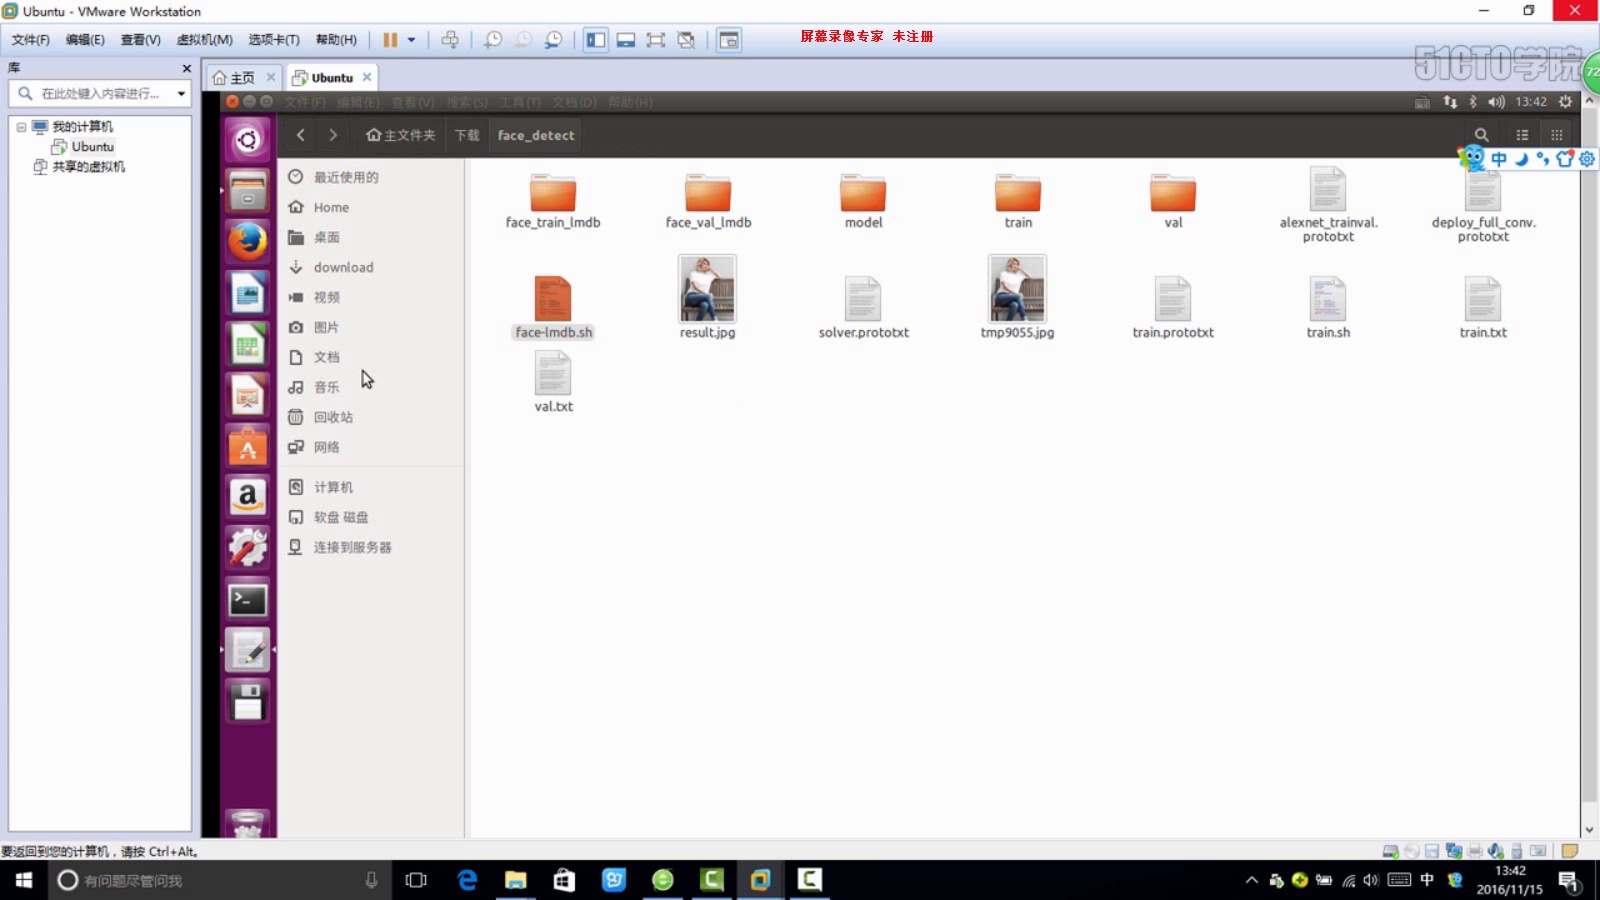 Ubuntu - VMware Workstation
文件(F) 编辑(E) 查看(V) 虚拟机(M) 选项卡(T) 帮助(H)
屏幕录像专家 未注册
51CTO学院
72
库
主页
Ubuntu
在此处键入内容进行...
我的计算机
Ubuntu
共享的虚拟机
文件(F) 编辑(E) 查看(V) 搜索(S) 工具(T) 文档(D) 帮助(H)
13:42
主文件夹 下载 face_detect
中
最近使用的
Home
桌面
download
视频
图片
文档
音乐
回收站
网络
计算机
软盘 磁盘
连接到服务器
face_train_lmdb
face_val_lmdb
model
train
val
alexnet_trainval.
prototxt
deploy_full_conv.
prototxt
face-lmdb.sh
result.jpg
solver.prototxt
tmp9055.jpg
train.prototxt
train.sh
train.txt
val.txt
要返回到您的计算机，请按 Ctrl+Alt。
有问题尽管问我
中
13:42
2016/11/15
1